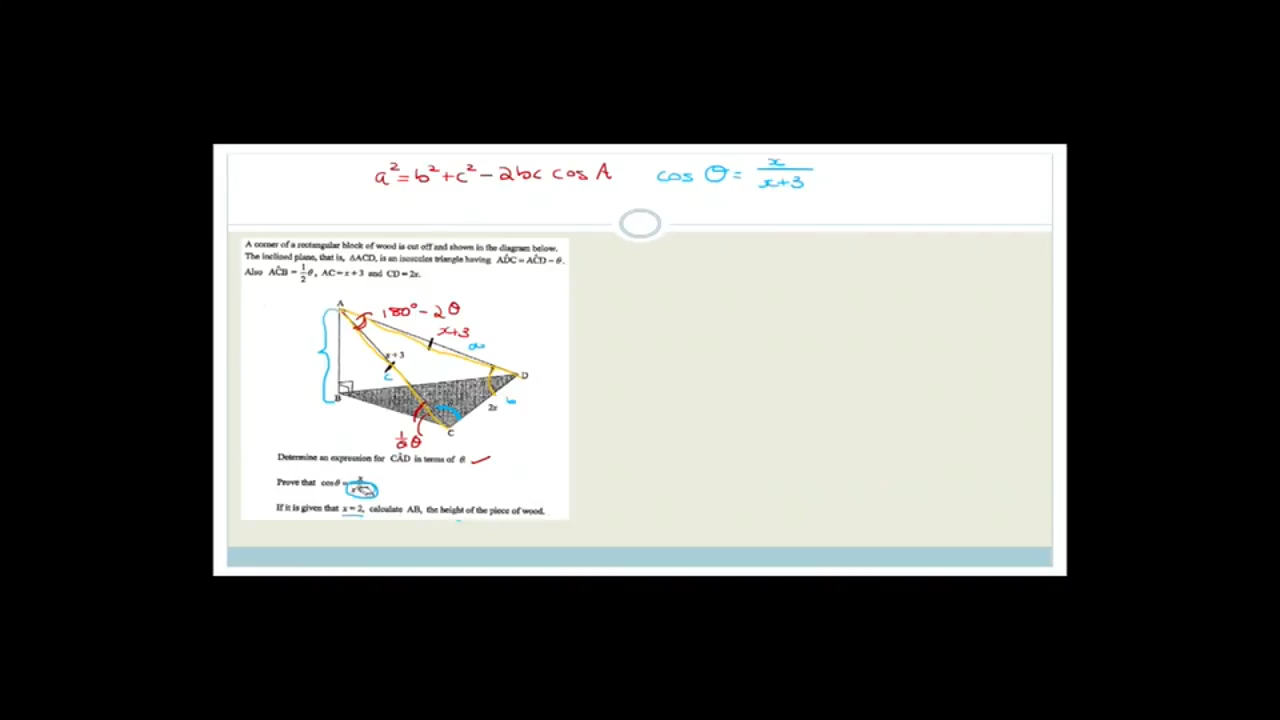 a² = b² + c² − 2bc cos A
cos θ = x / x+3
A corner of a rectangular block of wood is cut off and shown in the diagram below.
The inclined plane, that is, ΔACD, is an isosceles triangle having AD̂C = AĈD = θ.
Also AĈB = 1/2 θ, AC = x + 3 and CD = 2x.
A
180° − 2θ
x+3
a
x + 3
c
D
B
b
2x
C
1/2 θ
Determine an expression for CÂD in terms of θ
Prove that cos θ = x
If it is given that x = 2, calculate AB, the height of the piece of wood.